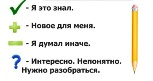 - Я это знал.
- Новое для меня.
- Я думал иначе.
? - Интересно. Непонятно.
Нужно разобраться.